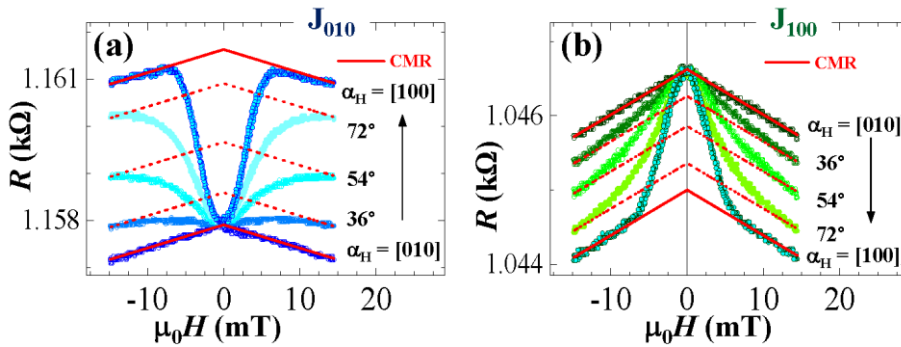 J010
(a)
CMR
1.161
αH = [100]
72°
54°
36°
1.158
αH = [010]
R (kΩ)
-10 0 10 20
μ0H (mT)
J100
(b)
CMR
1.046
αH = [010]
36°
54°
72°
αH = [100]
1.044
R (kΩ)
-10 0 10 20
μ0H (mT)